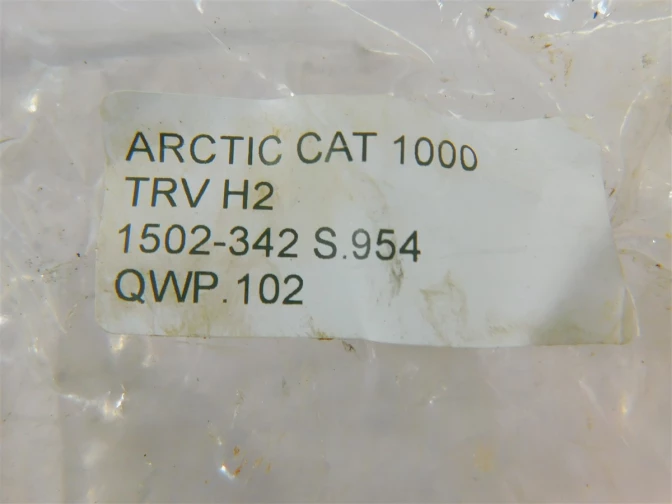 ARCTIC CAT 1000
TRV H2
1502-342 S.954
QWP.102